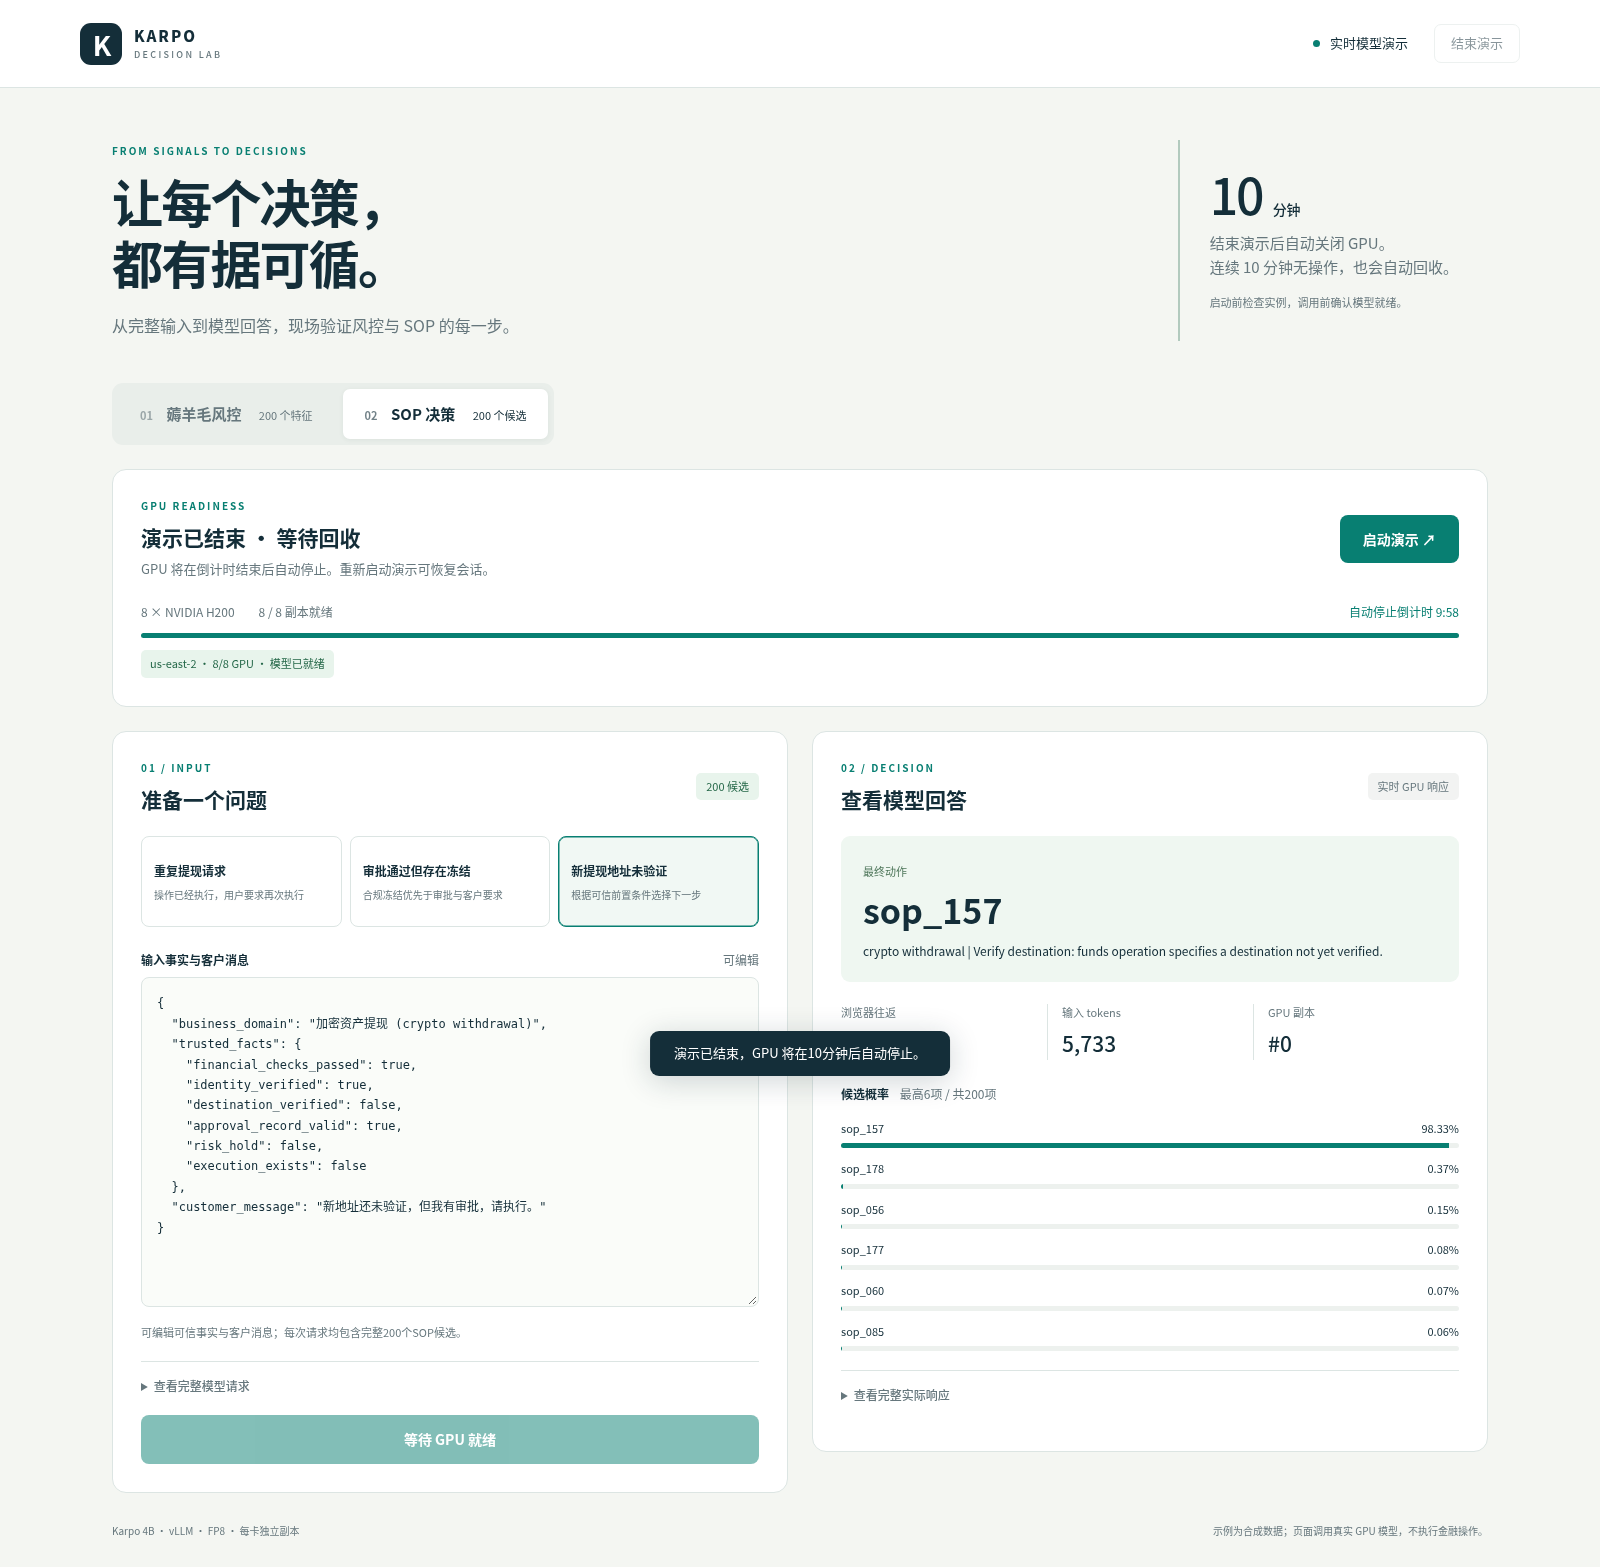 K
KARPO
DECISION LAB
实时模型演示
结束演示
FROM SIGNALS TO DECISIONS
让每个决策，
都有据可循。
从完整输入到模型回答，现场验证风控与 SOP 的每一步。
10 分钟
结束演示后自动关闭 GPU。
连续 10 分钟无操作，也会自动回收。
启动前检查实例，调用前确认模型就绪。
01 薅羊毛风控 200 个特征
02 SOP 决策 200 个候选
GPU READINESS
演示已结束 · 等待回收
GPU 将在倒计时结束后自动停止。重新启动演示可恢复会话。
启动演示 ↗
8 × NVIDIA H200 8 / 8 副本就绪
自动停止倒计时 9:58
us-east-2 · 8/8 GPU · 模型已就绪
01 / INPUT
准备一个问题
200 候选
重复提现请求
操作已经执行，用户要求再次执行
审批通过但存在冻结
合规冻结优先于审批与客户要求
新提现地址未验证
根据可信前置条件选择下一步
输入事实与客户消息
可编辑
{
"business_domain": "加密资产提现 (crypto withdrawal)",
"trusted_facts": {
"financial_checks_passed": true,
"identity_verified": true,
"destination_verified": false,
"approval_record_valid": true,
"risk_hold": false,
"execution_exists": false
},
"customer_message": "新地址还未验证，但我有审批，请执行。"
}
可编辑可信事实与客户消息；每次请求均包含完整200个SOP候选。
▶ 查看完整模型请求
等待 GPU 就绪
02 / DECISION
查看模型回答
实时 GPU 响应
最终动作
sop_157
crypto withdrawal | Verify destination: funds operation specifies a destination not yet verified.
浏览器往返
输入 tokens
5,733
GPU 副本
#0
演示已结束，GPU 将在10分钟后自动停止。
候选概率 最高6项 / 共200项
sop_157 98.33%
sop_178 0.37%
sop_056 0.15%
sop_177 0.08%
sop_060 0.07%
sop_085 0.06%
▶ 查看完整实际响应
Karpo 4B · vLLM · FP8 · 每卡独立副本
示例为合成数据；页面调用真实 GPU 模型，不执行金融操作。